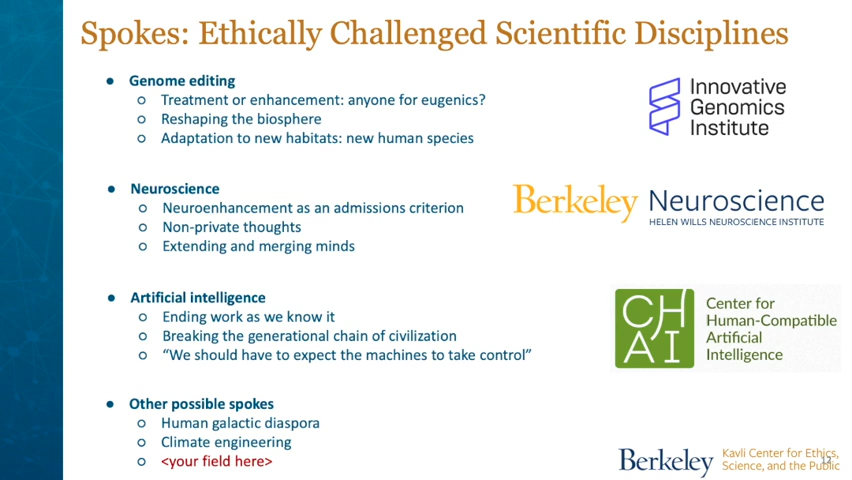 Spokes: Ethically Challenged Scientific Disciplines
● Genome editing
○ Treatment or enhancement: anyone for eugenics?
○ Reshaping the biosphere
○ Adaptation to new habitats: new human species
Innovative
Genomics
Institute
● Neuroscience
○ Neuroenhancement as an admissions criterion
○ Non-private thoughts
○ Extending and merging minds
Berkeley Neuroscience
HELEN WILLS NEUROSCIENCE INSTITUTE
● Artificial intelligence
○ Ending work as we know it
○ Breaking the generational chain of civilization
○ “We should have to expect the machines to take control”
CH
AI
Center for
Human-Compatible
Artificial
Intelligence
● Other possible spokes
○ Human galactic diaspora
○ Climate engineering
○ <your field here>
Berkeley
Kavli Center for Ethics,
Science, and the Public
12